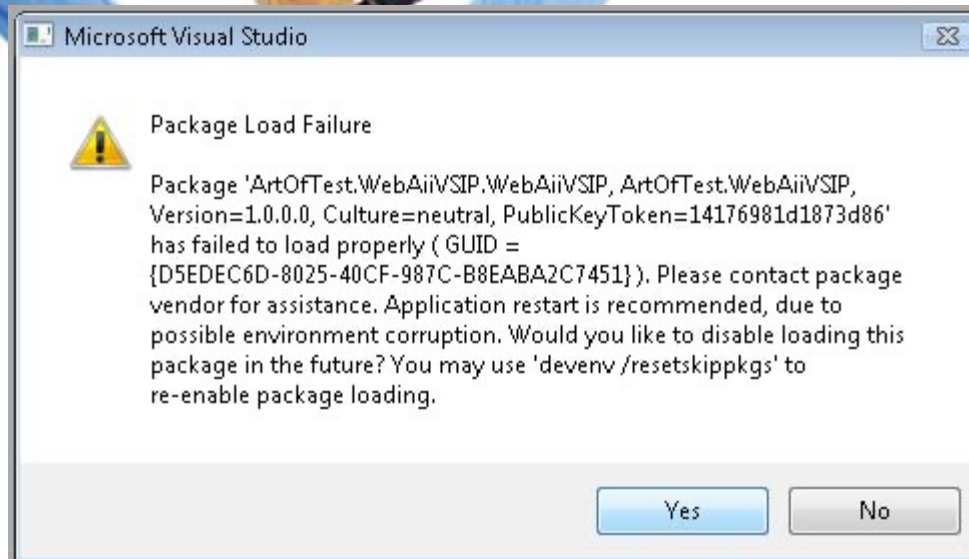 Microsoft Visual Studio
Package Load Failure
Package 'ArtOfTest.WebAiiVSIP.WebAiiVSIP, ArtOfTest.WebAiiVSIP,
Version=1.0.0.0, Culture=neutral, PublicKeyToken=14176981d1873d86'
has failed to load properly ( GUID =
{D5EDEC6D-8025-40CF-987C-B8EABA2C7451} ). Please contact package
vendor for assistance. Application restart is recommended, due to
possible environment corruption. Would you like to disable loading this
package in the future? You may use 'devenv /resetskippkgs' to
re-enable package loading.
Yes No